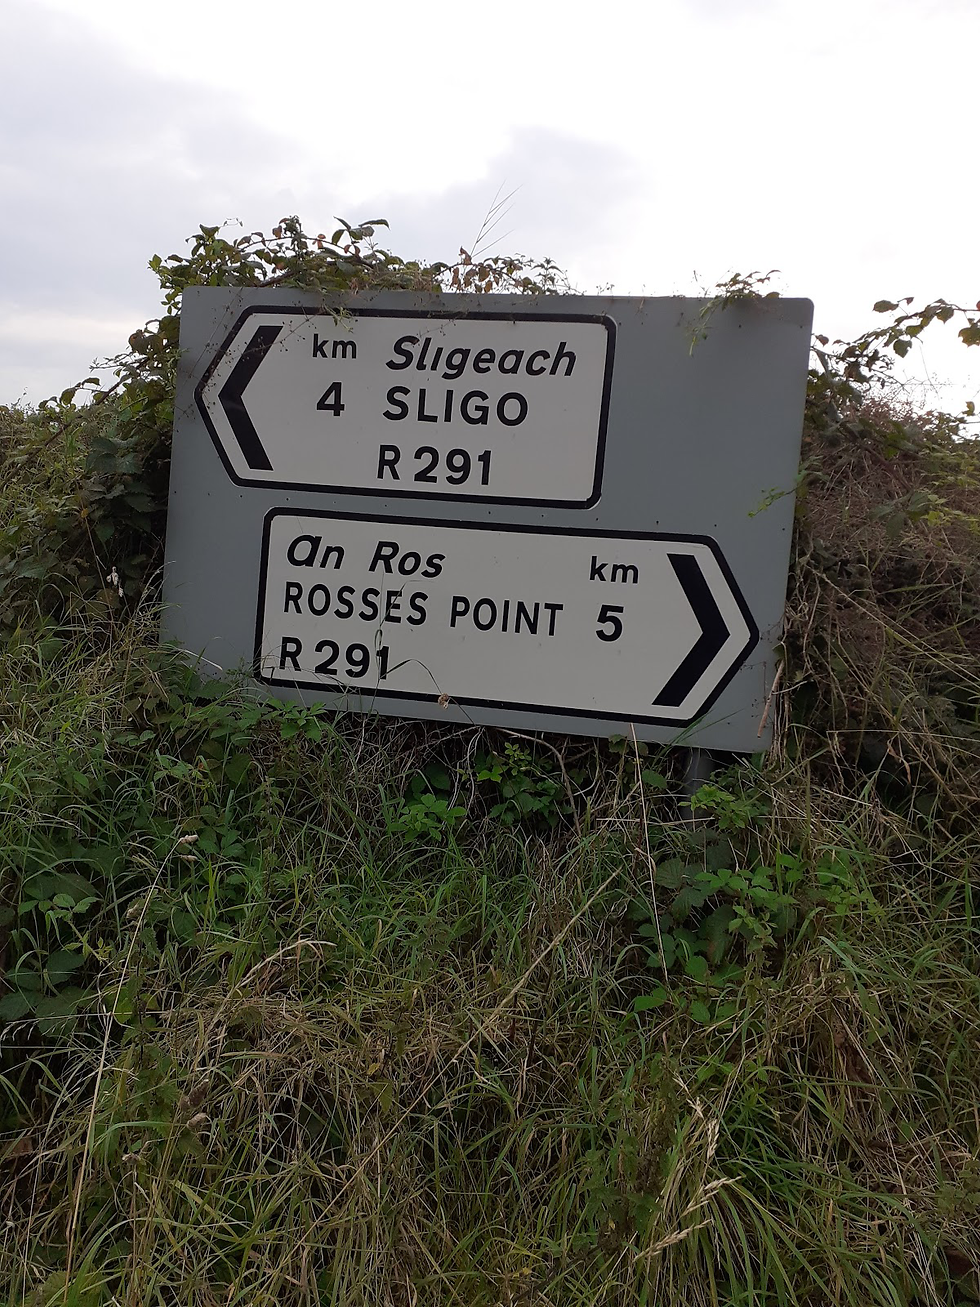 km Sligeach
4 SLIGO
R291
an Ros km
ROSSES POINT 5
R291